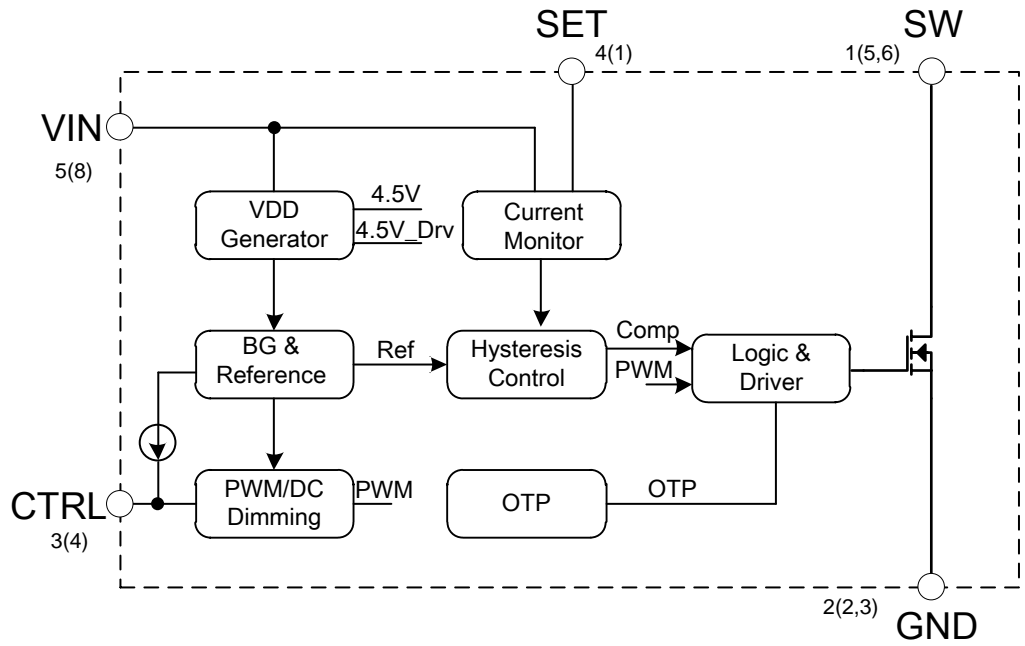 SET
4(1)
SW
1(5,6)
VIN
5(8)
VDD
Generator
4.5V
4.5V_Drv
Current
Monitor
BG &
Reference
Ref
Hysteresis
Control
Comp
PWM
Logic &
Driver
CTRL
3(4)
PWM/DC
Dimming
PWM
OTP
OTP
2(2,3)
GND